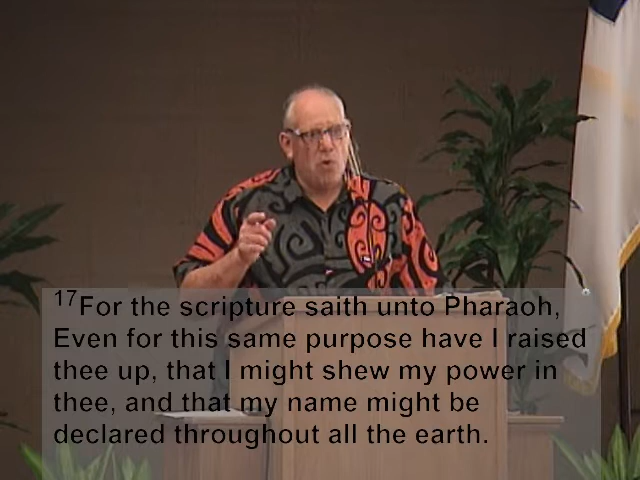 17For the scripture saith unto Pharaoh,
Even for this same purpose have I raised
thee up, that I might shew my power in
thee, and that my name might be
declared throughout all the earth.